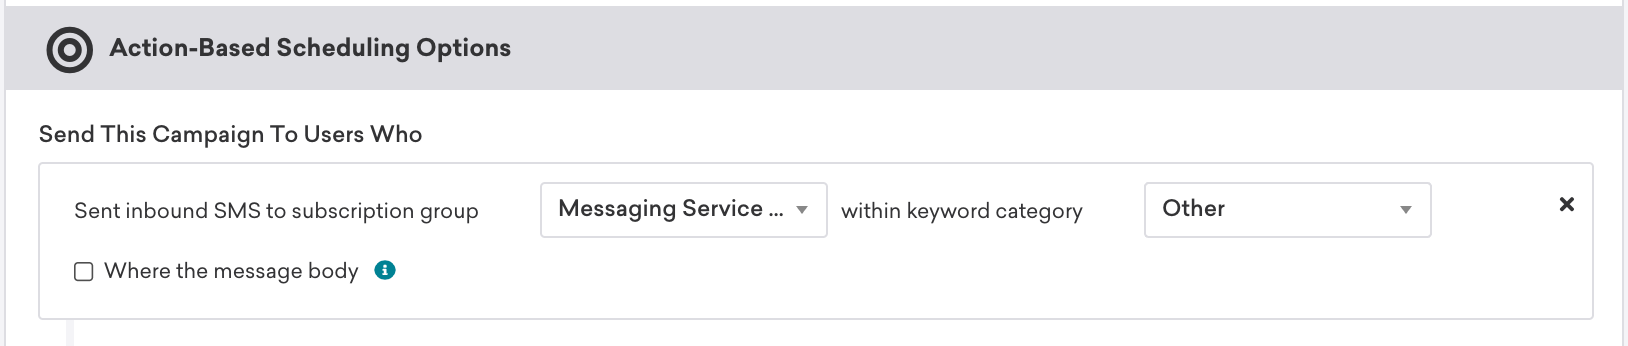 Action-Based Scheduling Options
Send This Campaign To Users Who
Sent inbound SMS to subscription group Messaging Service ... within keyword category Other
Where the message body